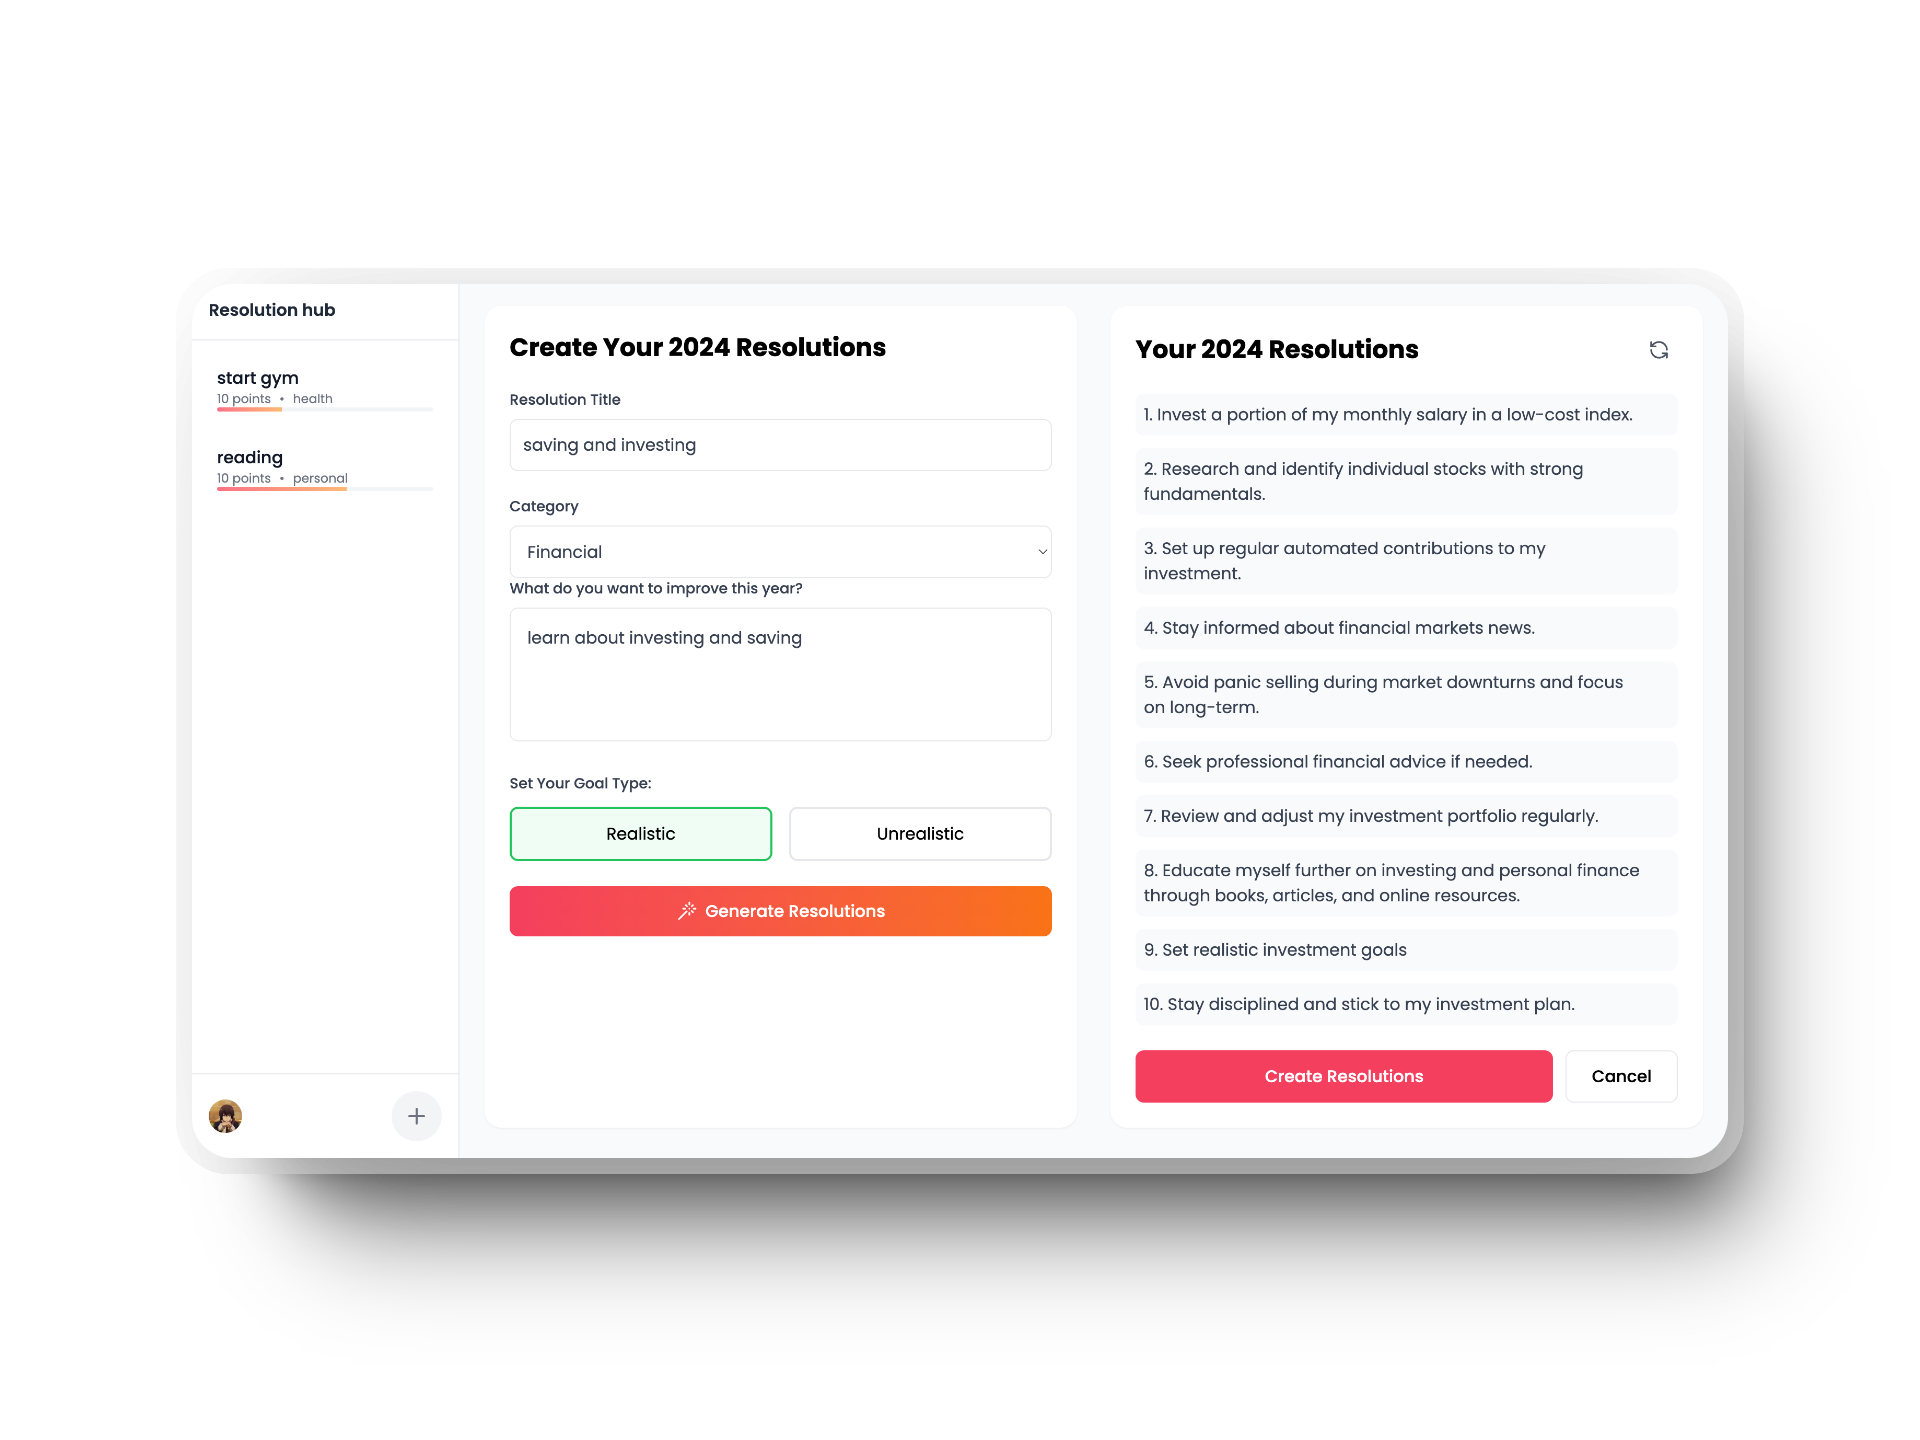 Resolution hub
start gym
10 points • health
reading
10 points • personal
Create Your 2024 Resolutions
Resolution Title
saving and investing
Category
Financial
What do you want to improve this year?
learn about investing and saving
Set Your Goal Type:
Realistic
Unrealistic
Generate Resolutions
Your 2024 Resolutions
1. Invest a portion of my monthly salary in a low-cost index.
2. Research and identify individual stocks with strong
fundamentals.
3. Set up regular automated contributions to my
investment.
4. Stay informed about financial markets news.
5. Avoid panic selling during market downturns and focus
on long-term.
6. Seek professional financial advice if needed.
7. Review and adjust my investment portfolio regularly.
8. Educate myself further on investing and personal finance
through books, articles, and online resources.
9. Set realistic investment goals
10. Stay disciplined and stick to my investment plan.
Create Resolutions
Cancel